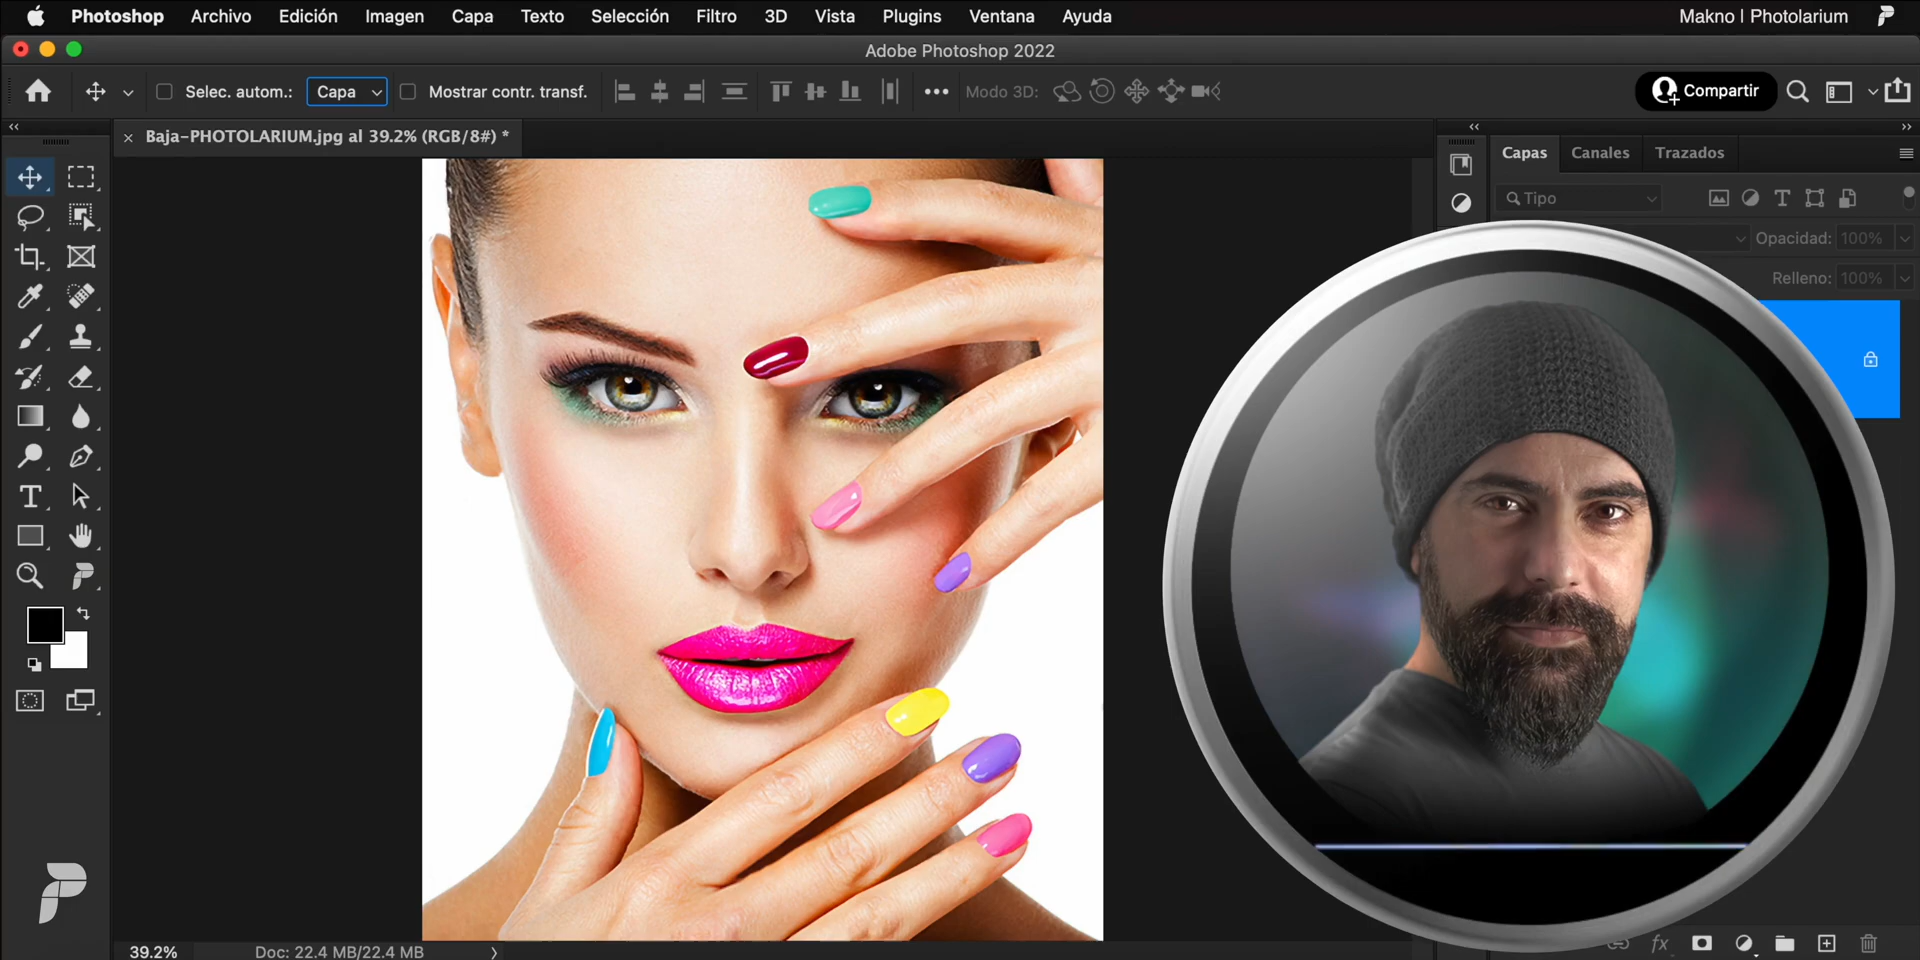 Photoshop Archivo Edición Imagen Capa Texto Selección Filtro 3D Vista Plugins Ventana Ayuda Makno | Photolarium
Adobe Photoshop 2022
Selec. autom.: Capa Mostrar contr. transf. Modo 3D: Compartir
Baja-PHOTOLARIUM.jpg al 39.2% (RGB/8#) *
Capas Canales Trazados
Tipo
Opacidad: 100%
Relleno: 100%
39.2% Doc: 22.4 MB/22.4 MB